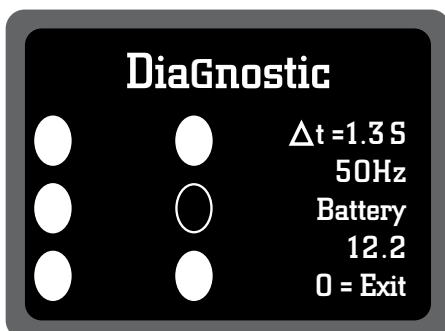 DiaGnostic
Δt =1.3 S
50Hz
Battery
12.2
0 = Exit